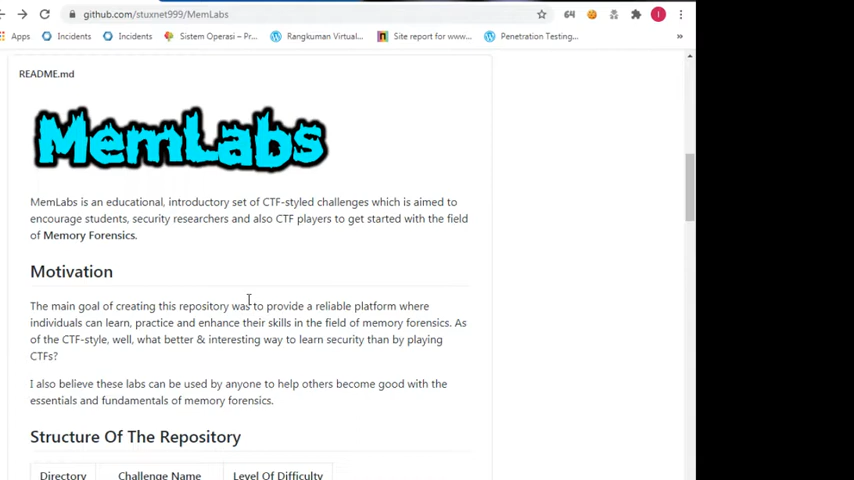 github.com/stuxnet999/MemLabs
64
I
Apps
Incidents
Incidents
Sistem Operasi – Pr...
Rangkuman Virtual...
Site report for www...
Penetration Testing...
»
README.md
MemLabs
MemLabs is an educational, introductory set of CTF-styled challenges which is aimed to
encourage students, security researchers and also CTF players to get started with the field
of Memory Forensics.
Motivation
The main goal of creating this repository was to provide a reliable platform where
individuals can learn, practice and enhance their skills in the field of memory forensics. As
of the CTF-style, well, what better & interesting way to learn security than by playing
CTFs?
I also believe these labs can be used by anyone to help others become good with the
essentials and fundamentals of memory forensics.
Structure Of The Repository
Directory Challenge Name Level Of Difficulty